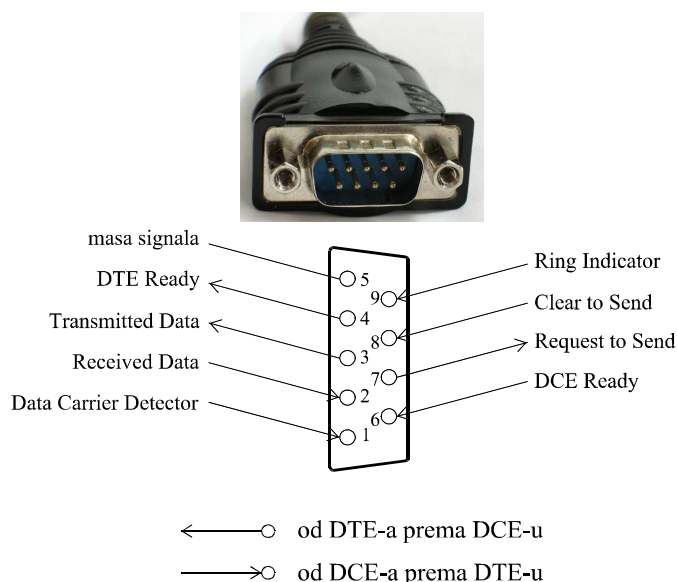 masa signala
DTE Ready
Transmitted Data
Received Data
Data Carrier Detector
5
4
3
2
1
9
8
7
6
Ring Indicator
Clear to Send
Request to Send
DCE Ready
od DTE-a prema DCE-u
od DCE-a prema DTE-u